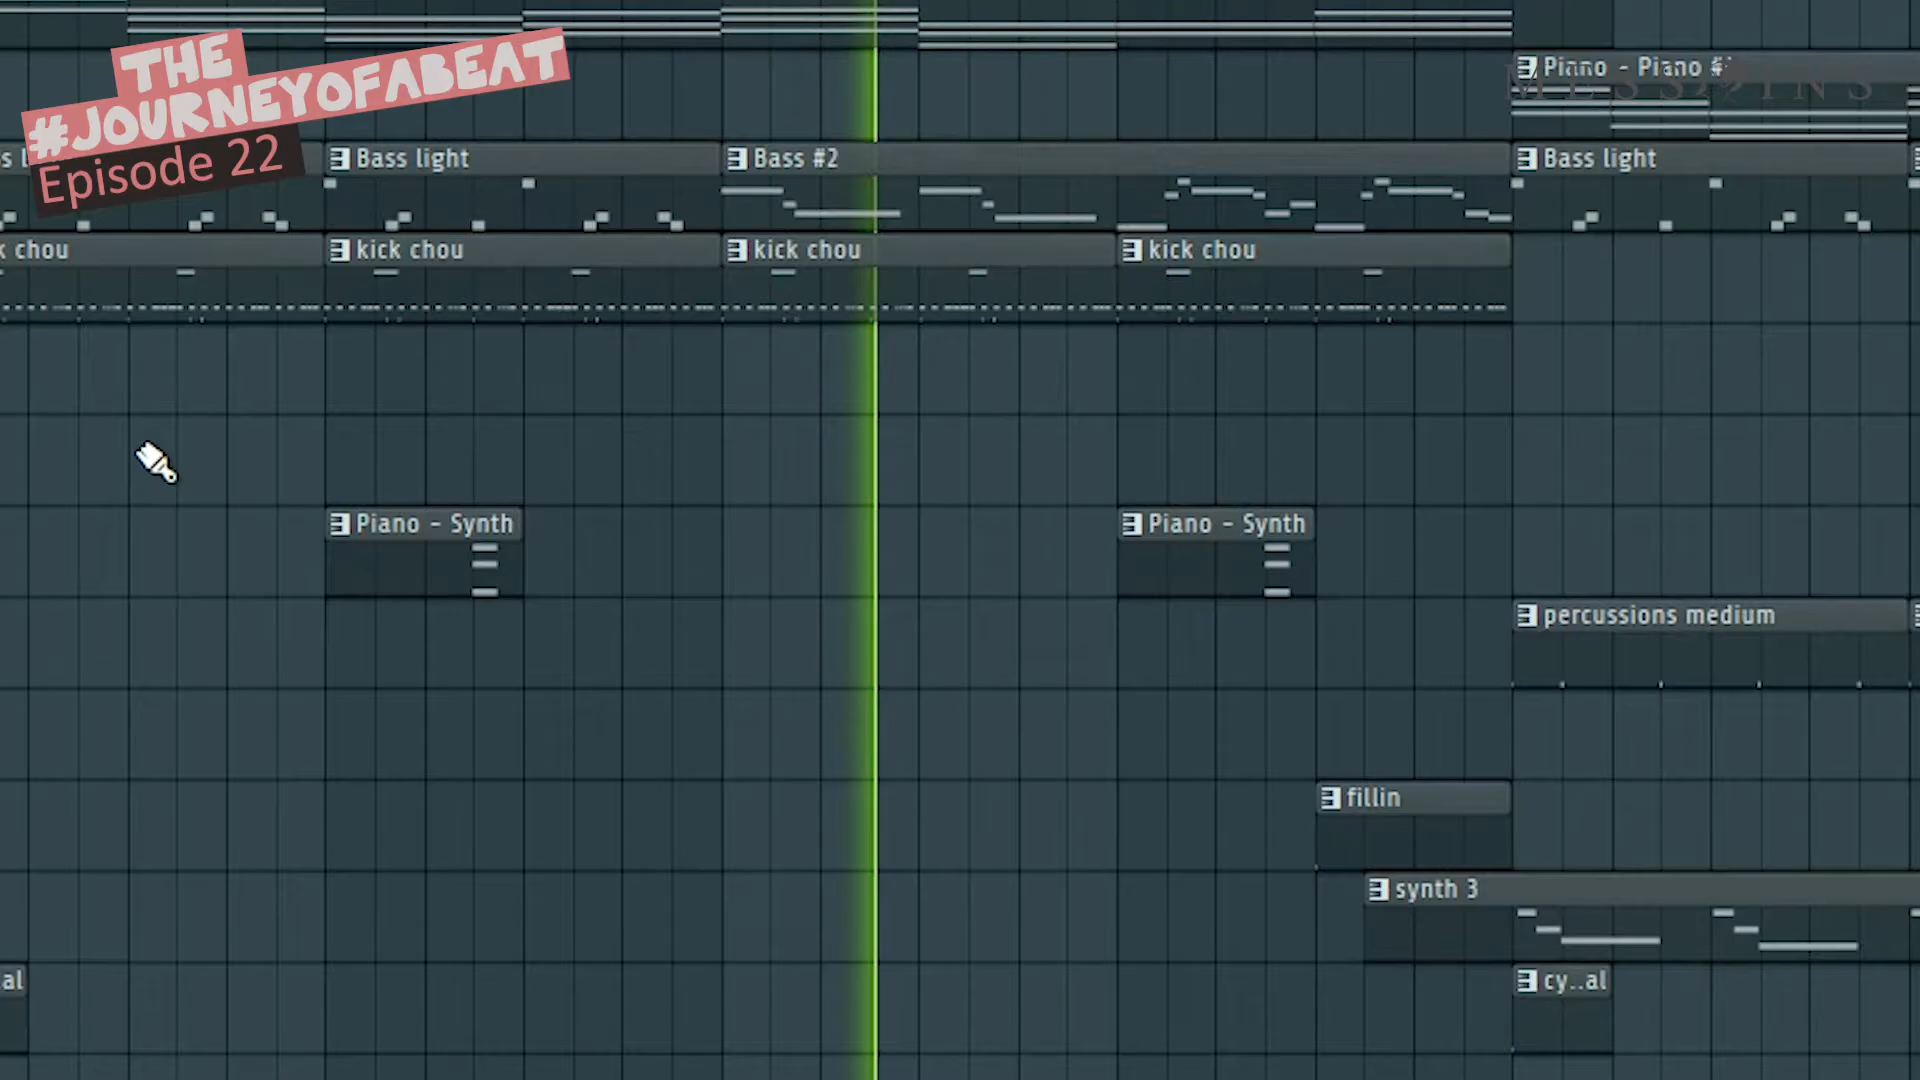 THE
#JOURNEYOFABEAT
Episode 22
Piano - Piano #
MESSAINS
Bass light
Bass #2
Bass light
k chou
kick chou
kick chou
kick chou
Piano - Synth
Piano - Synth
percussions medium
fillin
synth 3
al
cy..al